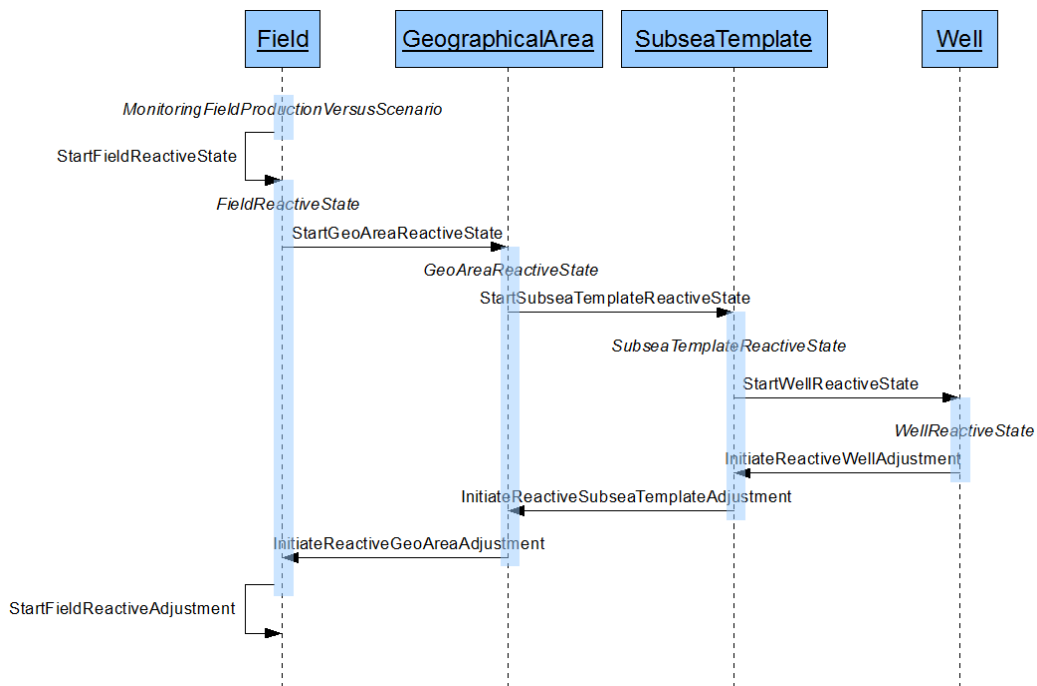 Field
GeographicalArea
SubseaTemplate
Well
MonitoringFieldProductionVersusScenario
StartFieldReactiveState
FieldReactiveState
StartGeoAreaReactiveState
GeoAreaReactiveState
StartSubseaTemplateReactiveState
SubseaTemplateReactiveState
StartWellReactiveState
WellReactiveState
InitiateReactiveWellAdjustment
InitiateReactiveSubseaTemplateAdjustment
InitiateReactiveGeoAreaAdjustment
StartFieldReactiveAdjustment